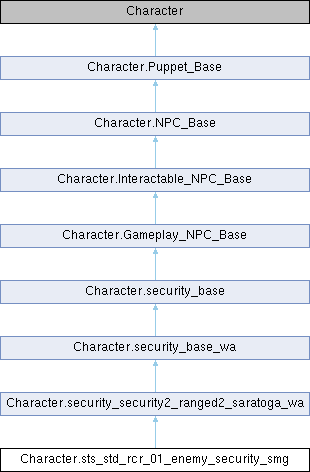 Character
Character.Puppet_Base
Character.NPC_Base
Character.Interactable_NPC_Base
Character.Gameplay_NPC_Base
Character.security_base
Character.security_base_wa
Character.security_security2_ranged2_saratoga_wa
Character.sts_std_rcr_01_enemy_security_smg